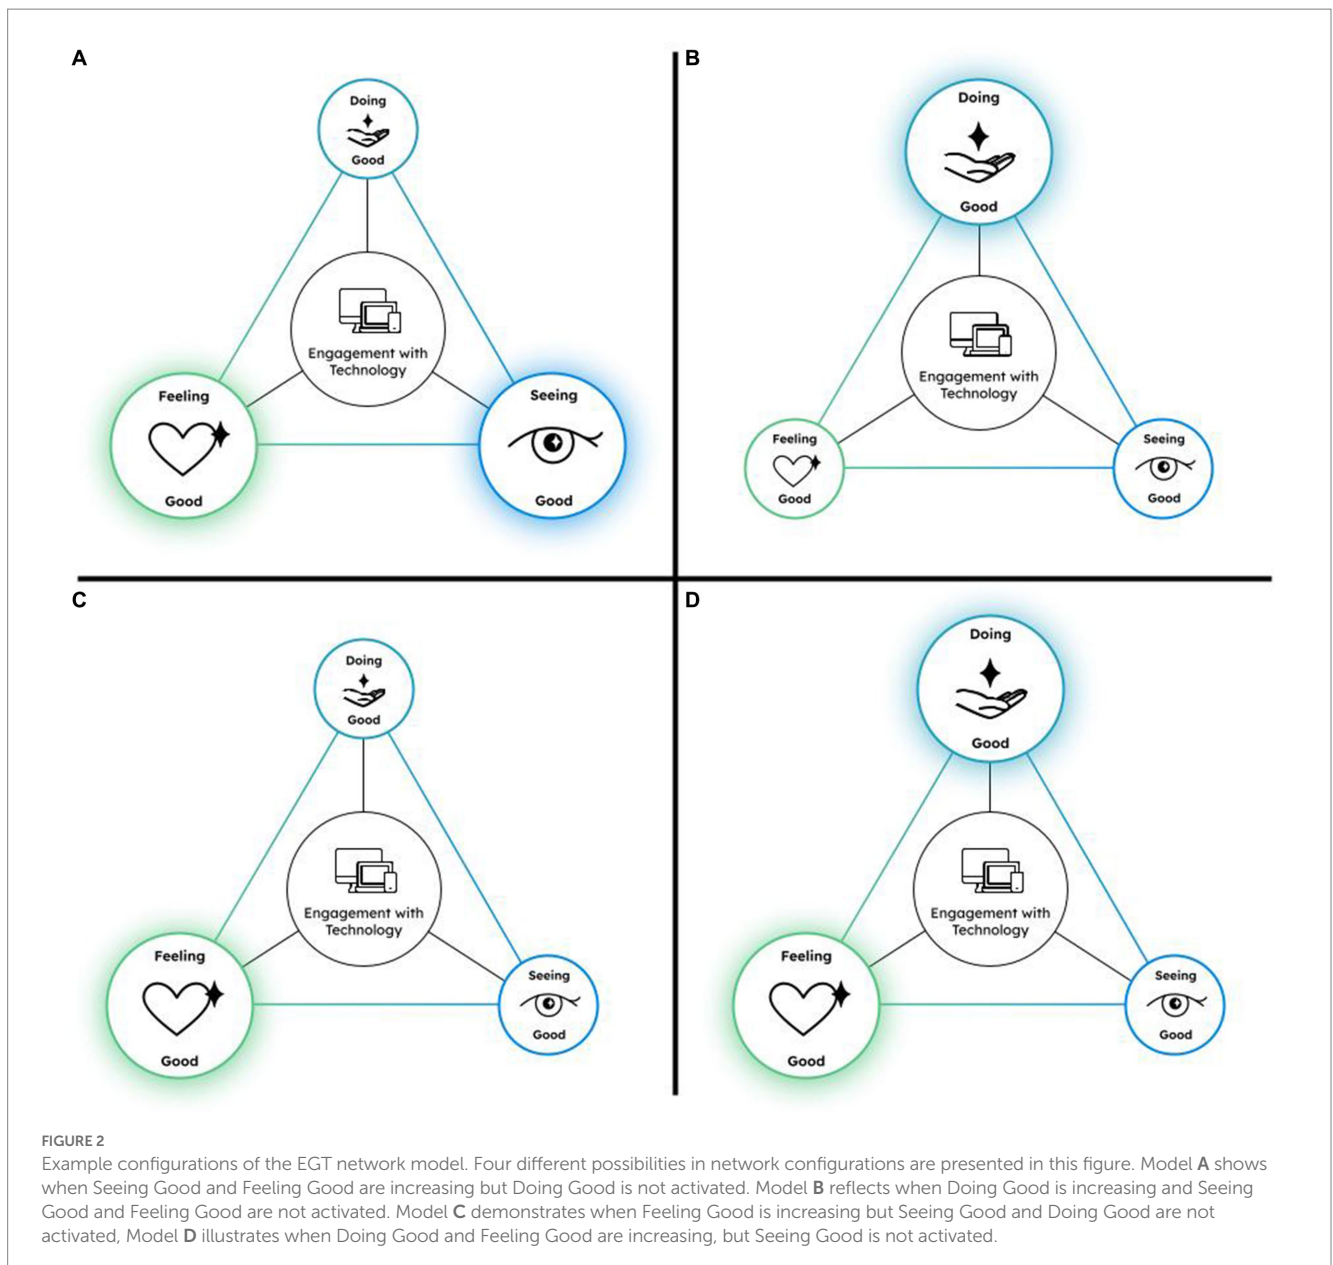 A
Doing
Good
Engagement with
Technology
Feeling
Good
Seeing
Good
B
Doing
Good
Engagement with
Technology
Feeling
Good
Seeing
Good
C
Doing
Good
Engagement with
Technology
Feeling
Good
Seeing
Good
D
Doing
Good
Engagement with
Technology
Feeling
Good
Seeing
Good
FIGURE 2
Example configurations of the EGT network model. Four different possibilities in network configurations are presented in this figure. Model A shows
when Seeing Good and Feeling Good are increasing but Doing Good is not activated. Model B reflects when Doing Good is increasing and Seeing
Good and Feeling Good are not activated. Model C demonstrates when Feeling Good is increasing but Seeing Good and Doing Good are not
activated, Model D illustrates when Doing Good and Feeling Good are increasing, but Seeing Good is not activated.